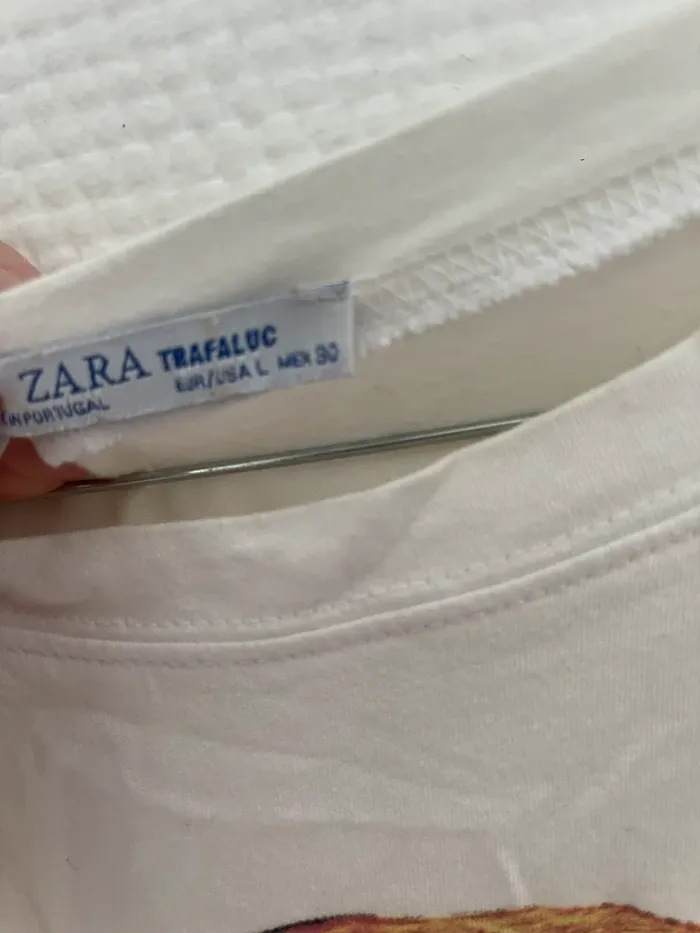 ZARA TRAFALUC
EUR/USA L MEX 30
IN PORTUGAL